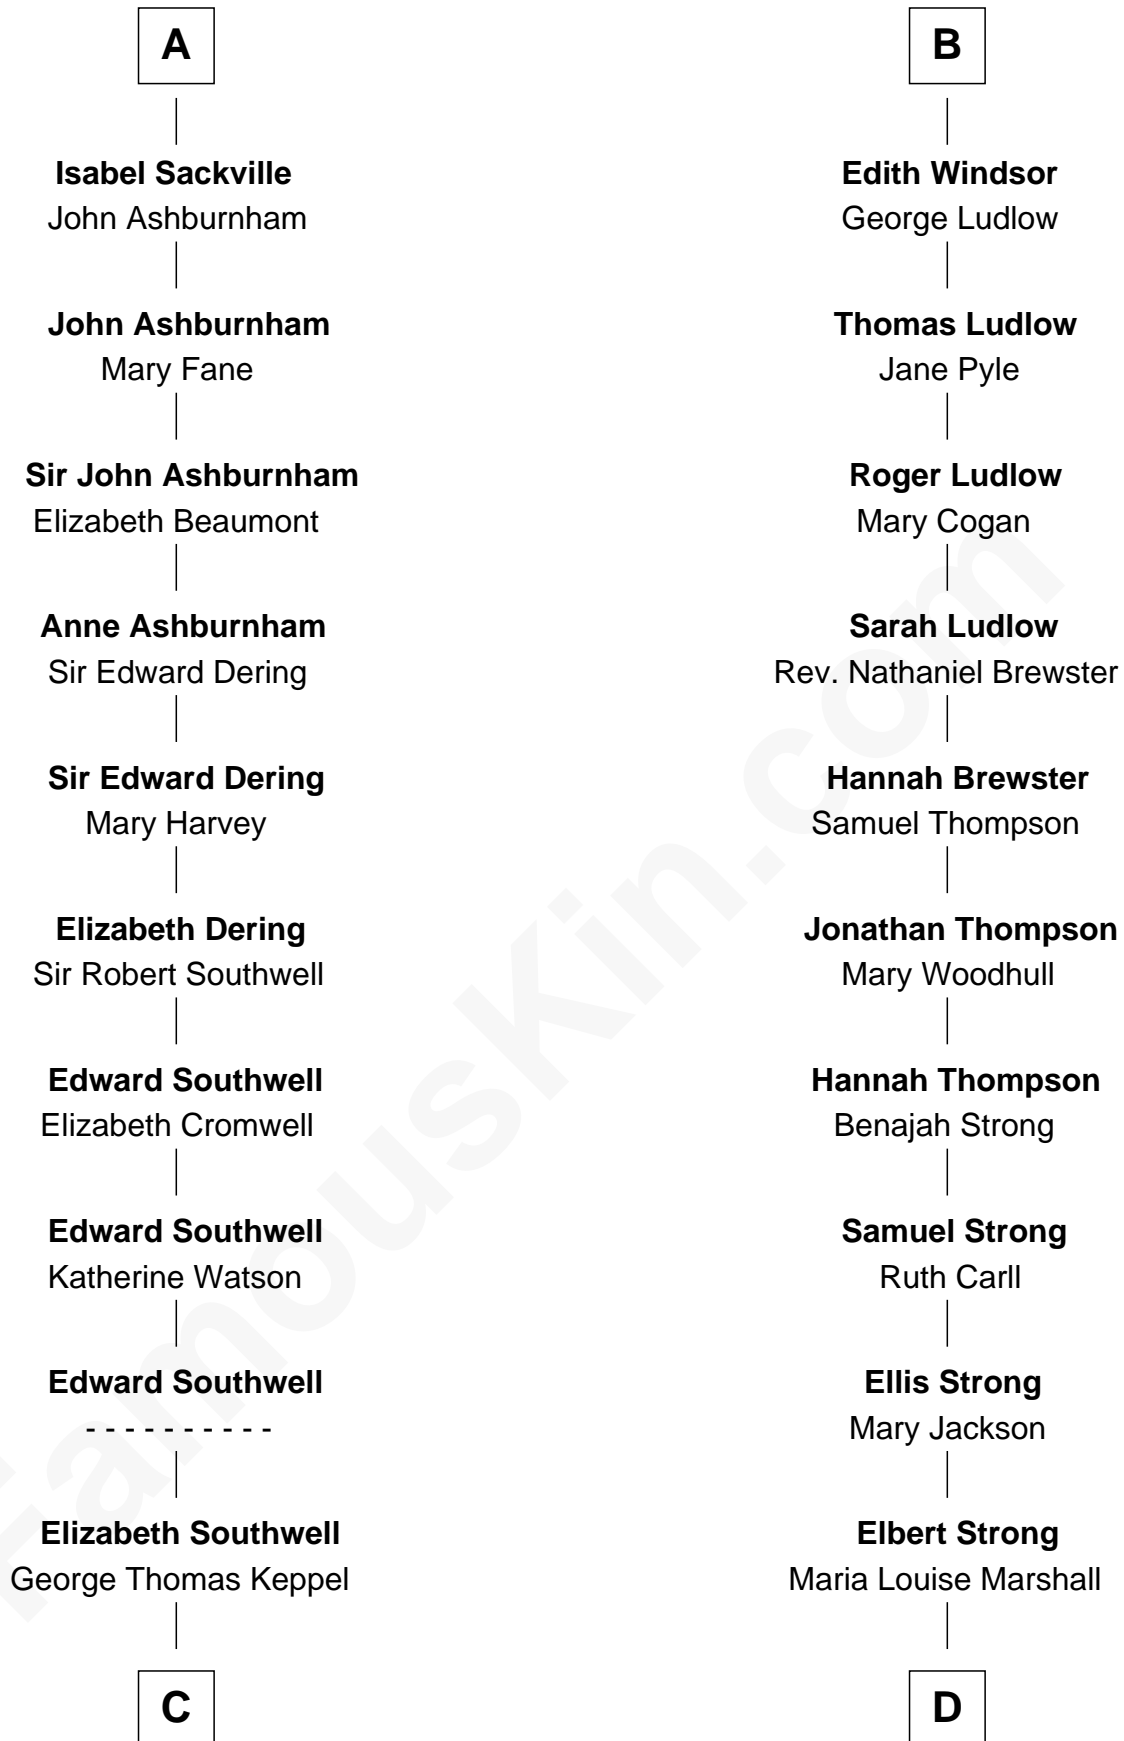 A
Isabel Sackville
John Ashburnham
John Ashburnham
Mary Fane
Sir John Ashburnham
Elizabeth Beaumont
Anne Ashburnham
Sir Edward Dering
Sir Edward Dering
Mary Harvey
Elizabeth Dering
Sir Robert Southwell
Edward Southwell
Elizabeth Cromwell
Edward Southwell
Katherine Watson
Edward Southwell
- - - - - - - - - -
Elizabeth Southwell
George Thomas Keppel
C
B
Edith Windsor
George Ludlow
Thomas Ludlow
Jane Pyle
Roger Ludlow
Mary Cogan
Sarah Ludlow
Rev. Nathaniel Brewster
Hannah Brewster
Samuel Thompson
Jonathan Thompson
Mary Woodhull
Hannah Thompson
Benajah Strong
Samuel Strong
Ruth Carll
Ellis Strong
Mary Jackson
Elbert Strong
Maria Louise Marshall
D
FamousKin.com